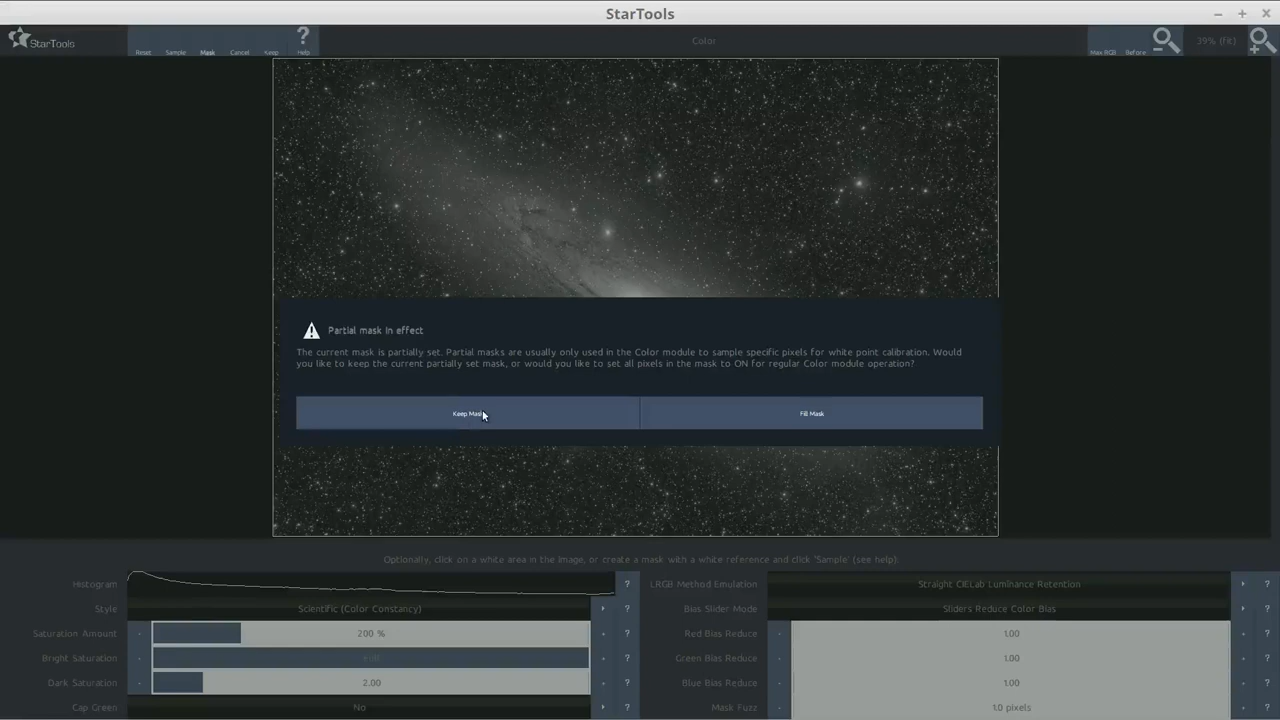 StarTools
StarTools
Reset Sample Mask Cancel Keep Help
Color
Max RGB Before
39% (fit)
Partial mask in effect
The current mask is partially set. Partial masks are usually only used in the Color module to sample specific pixels for white point calibration. Would
you like to keep the current partially set mask, or would you like to set all pixels in the mask to ON for regular Color module operation?
Keep Mask
Fill Mask
Optionally, click on a white area in the image, or create a mask with a white reference and click 'Sample' (see help):
Histogram ?
Style Scientific (Color Constancy) ?
Saturation Amount 200 % ?
Bright Saturation Full ?
Dark Saturation 2.00 ?
Cap Green No ?
LRGB Method Emulation Straight CIELab Luminance Retention ?
Bias Slider Mode Sliders Reduce Color Bias ?
Red Bias Reduce 1.00 ?
Green Bias Reduce 1.00 ?
Blue Bias Reduce 1.00 ?
Mask Fuzz 1.0 pixels ?